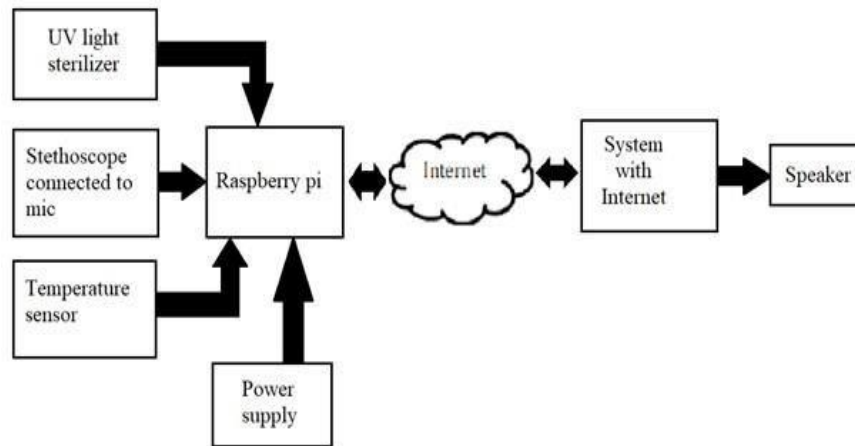 UV light
sterilizer
Stethoscope
connected to
mic
Temperature
sensor
Power
supply
Raspberry pi
Internet
System
with
Internet
Speaker